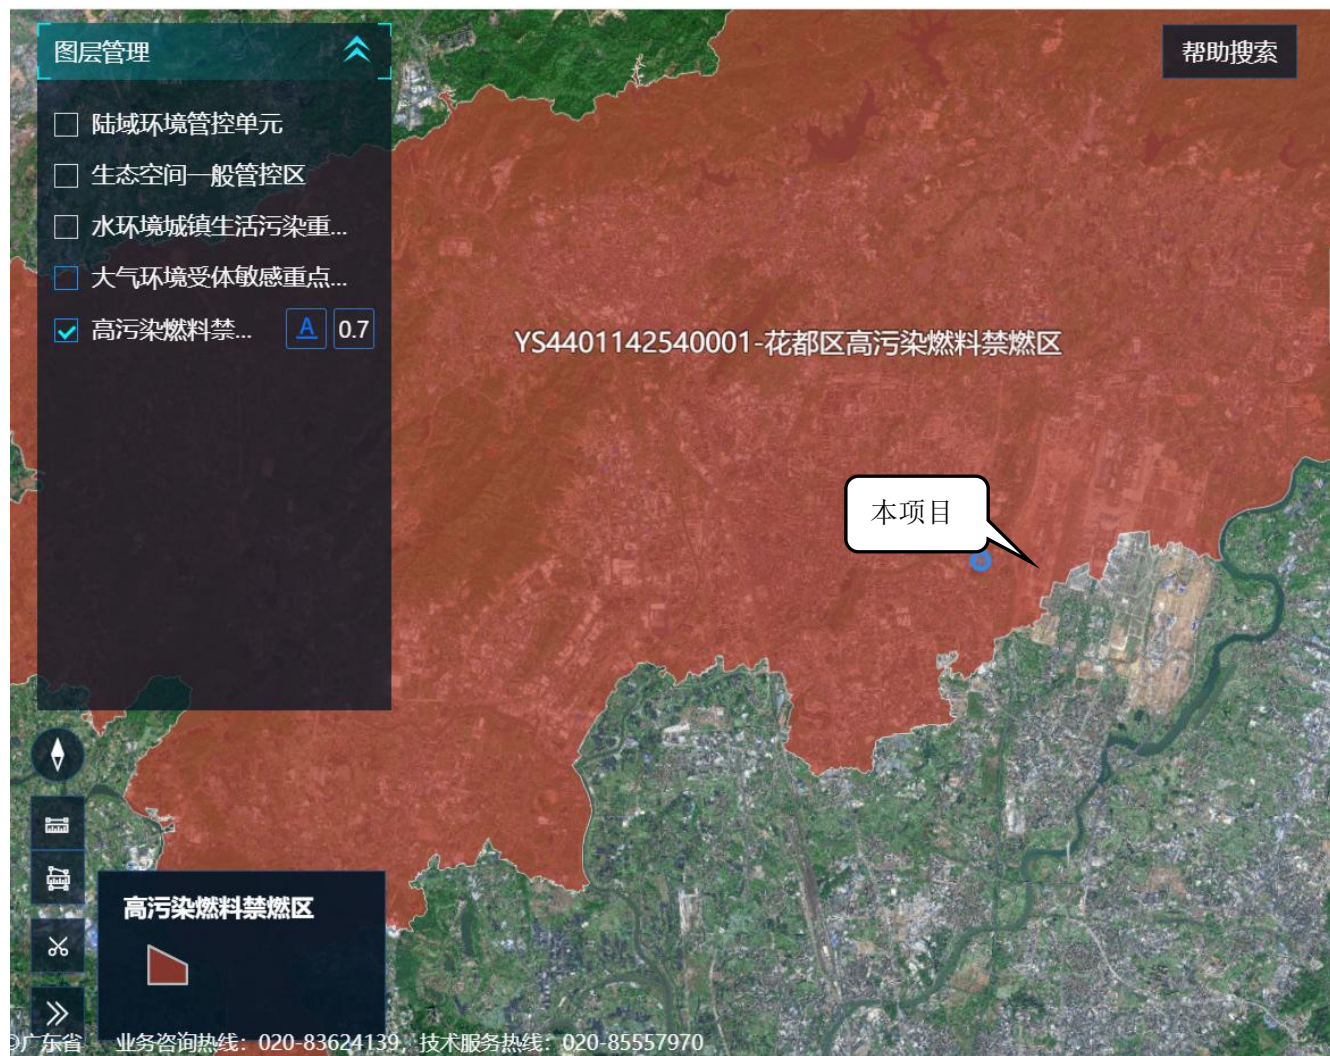 图层管理
帮助搜索
陆域环境管控单元
生态空间一般管控区
水环境城镇生活污染重...
大气环境受体敏感重点...
高污染燃料禁... A 0.7
YS4401142540001-花都区高污染燃料禁燃区
本项目
高污染燃料禁燃区
©广东省 业务咨询热线：020-83624139，技术服务热线：020-85557970